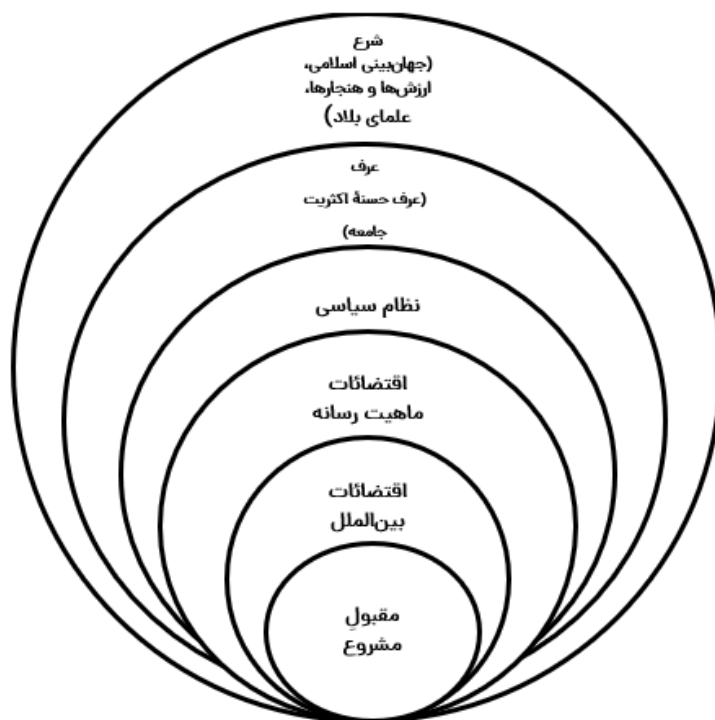 شرع
(جهان‌بینی اسلامی،
ارزش‌ها و هنجارها،
علمای بلاد)
عرف
(عرف حسنهٔ اکثریت
جامعه)
نظام سیاسی
اقتضائات
ماهیت رسانه
اقتضائات
بین‌الملل
مقبولِ
مشروع